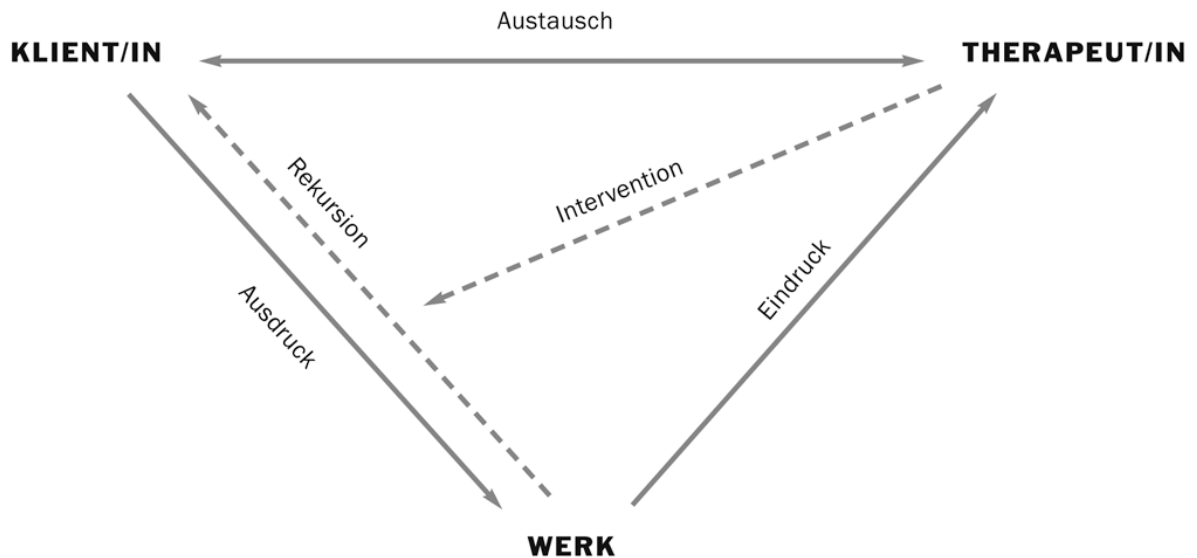 Austausch
KLIENT/IN
THERAPEUT/IN
Rekursion
Intervention
Ausdruck
Eindruck
WERK